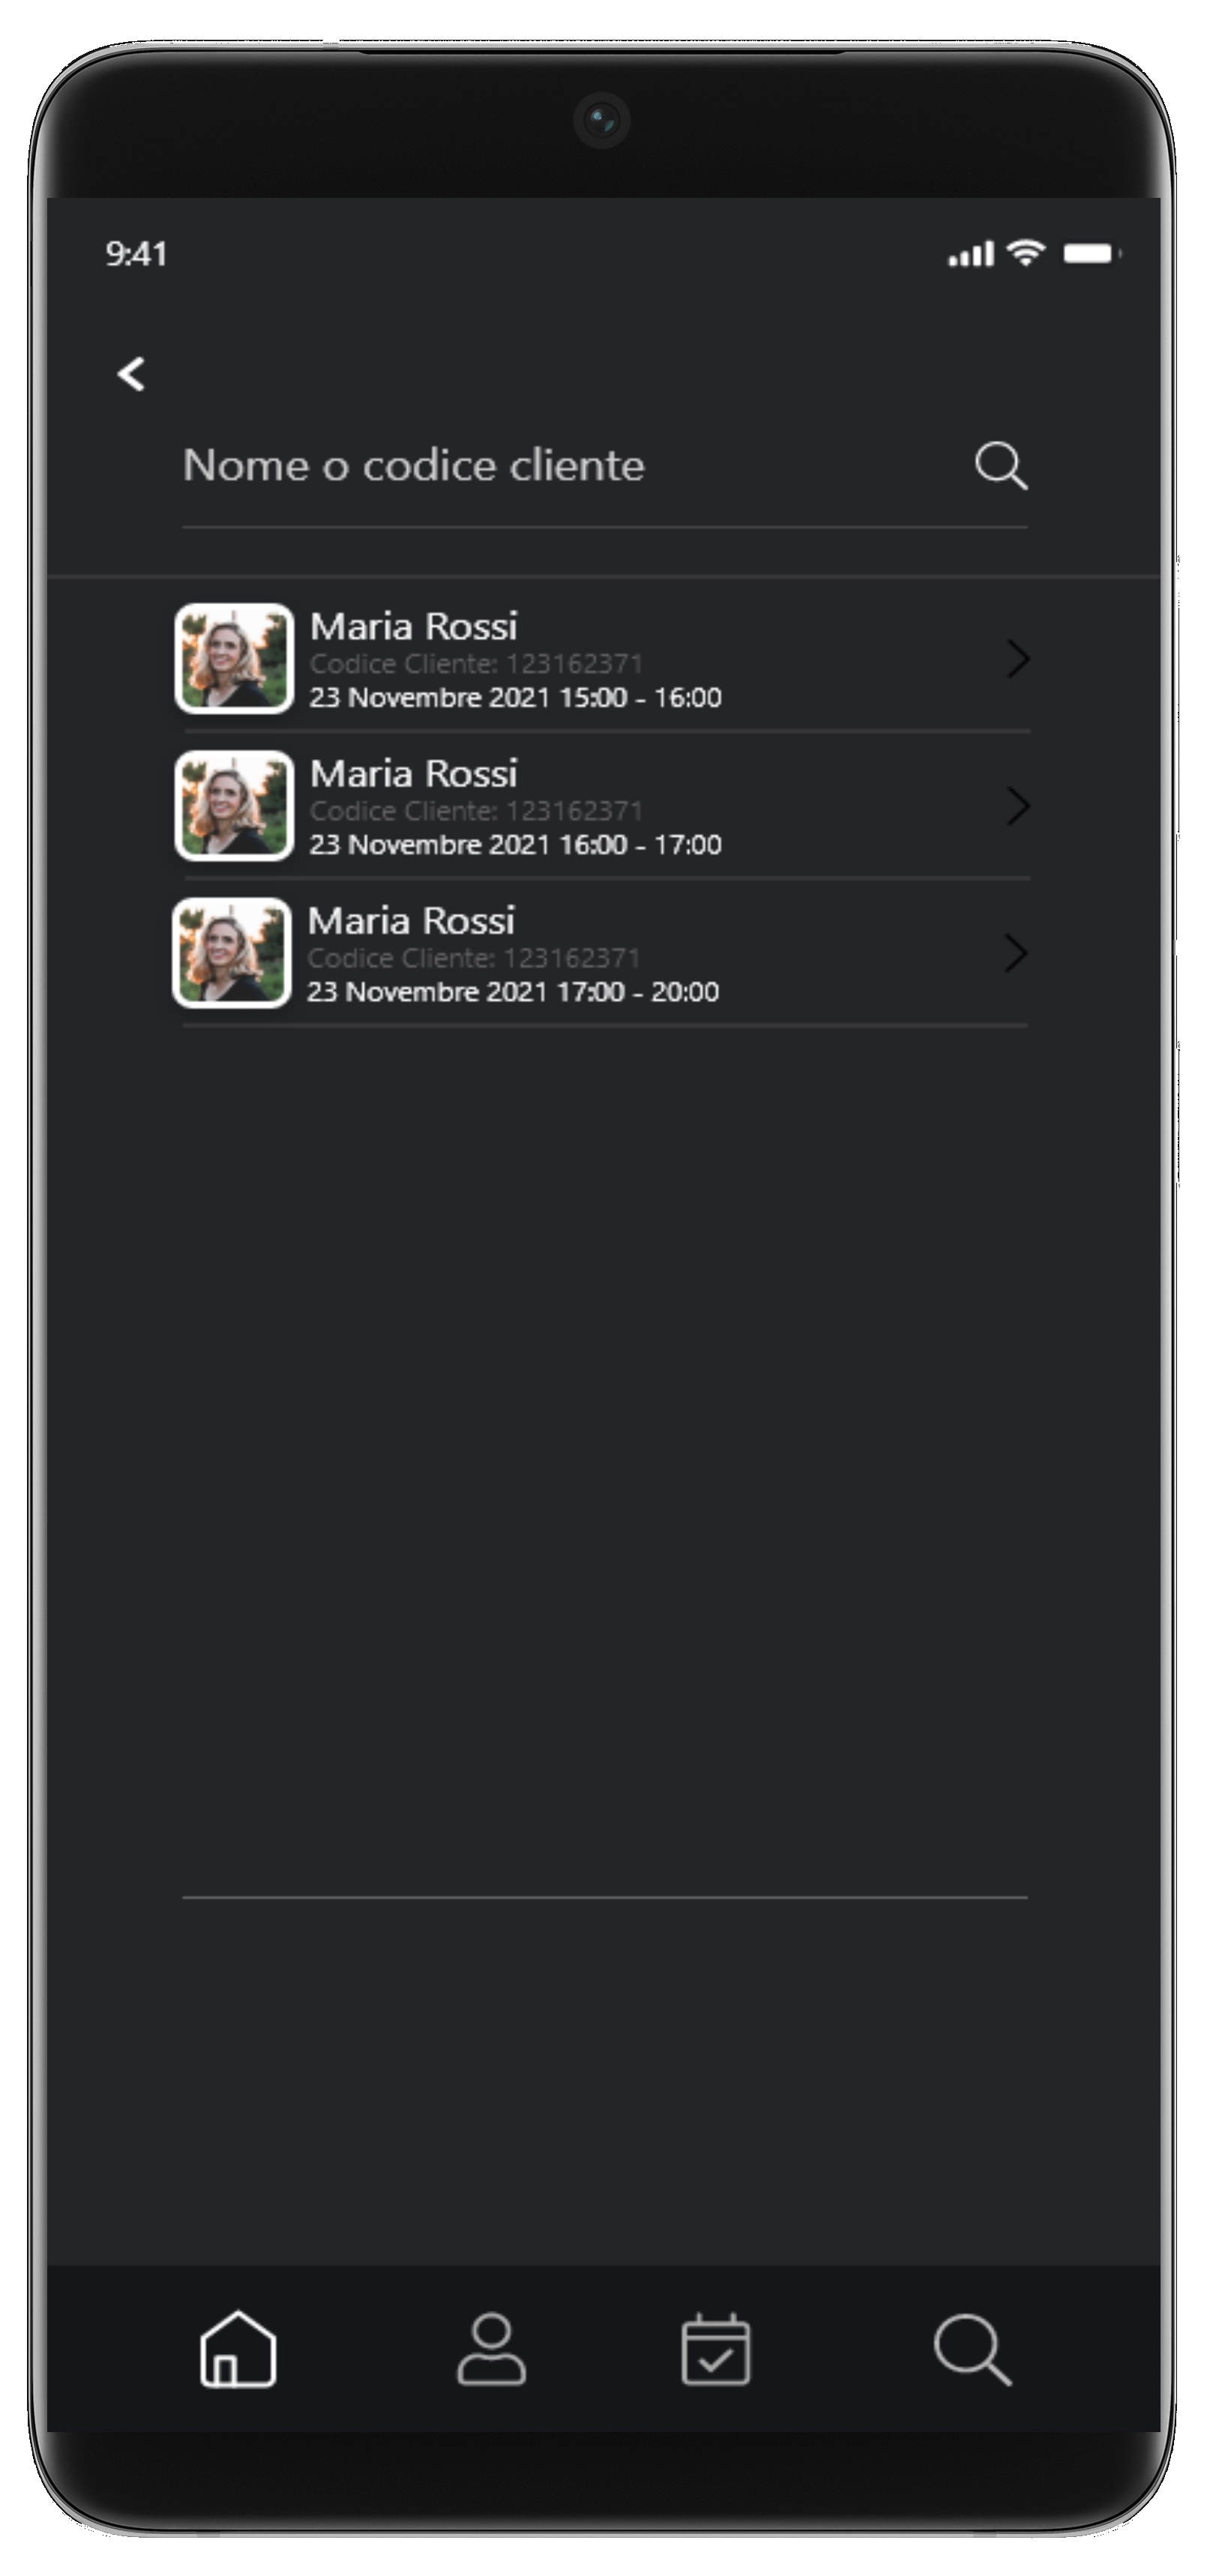 9:41
Nome o codice cliente
Maria Rossi
Codice Cliente: 123162371
23 Novembre 2021 15:00 - 16:00
Maria Rossi
Codice Cliente: 123162371
23 Novembre 2021 16:00 - 17:00
Maria Rossi
Codice Cliente: 123162371
23 Novembre 2021 17:00 - 20:00